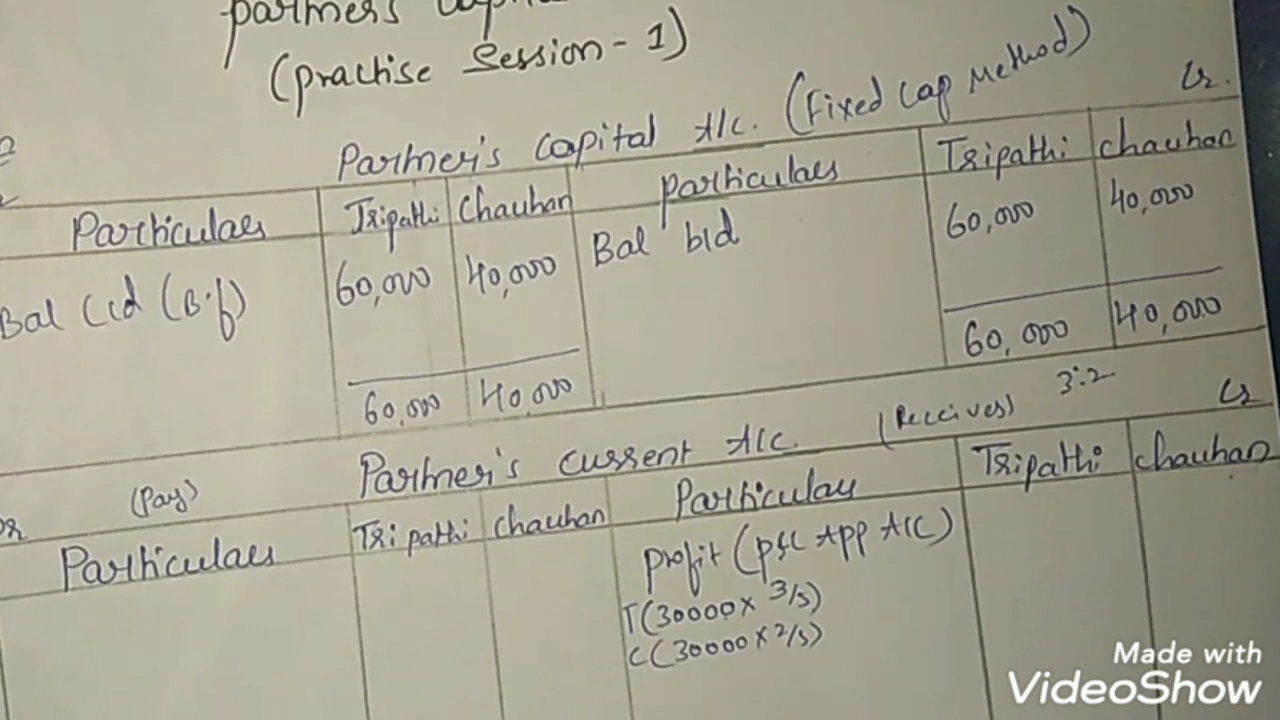 partners
(practise Session - 1)
Partner's Capital A/c. (Fixed Cap Method)
Cr.
Particulars Tripathi Chauhan Particulars Tripathi Chauhan
Bal C/d (B.f) 60,000 40,000 Bal b/d 60,000 40,000
60,000 40,000 60,000 40,000
(Pay) Partner's Current A/c. (Receives) 3:2 Cr
Dr
Particulars Tripathi Chauhan Particulars Tripathi Chauhan
Profit (P&L App A/C)
T(30000 x 3/5)
C(30000 x 2/5)
Made with
VideoShow